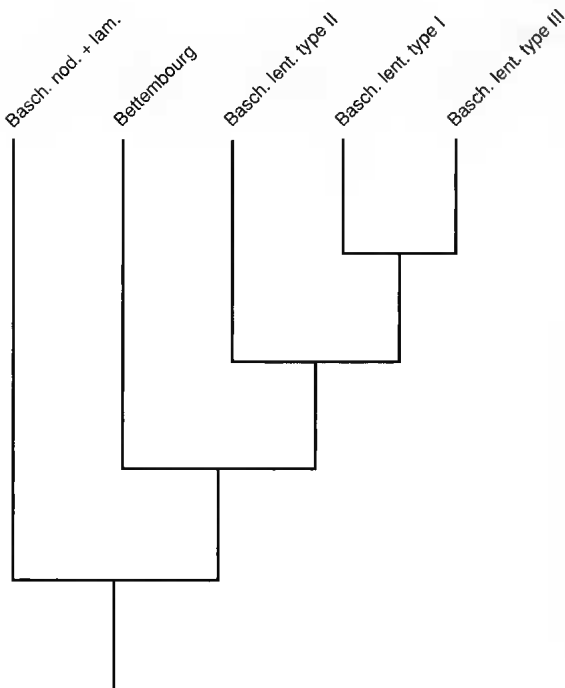 Basch. nod. + lam.
Bettembourg
Basch. lent. type II
Basch. lent. type I
Basch. lent. type III